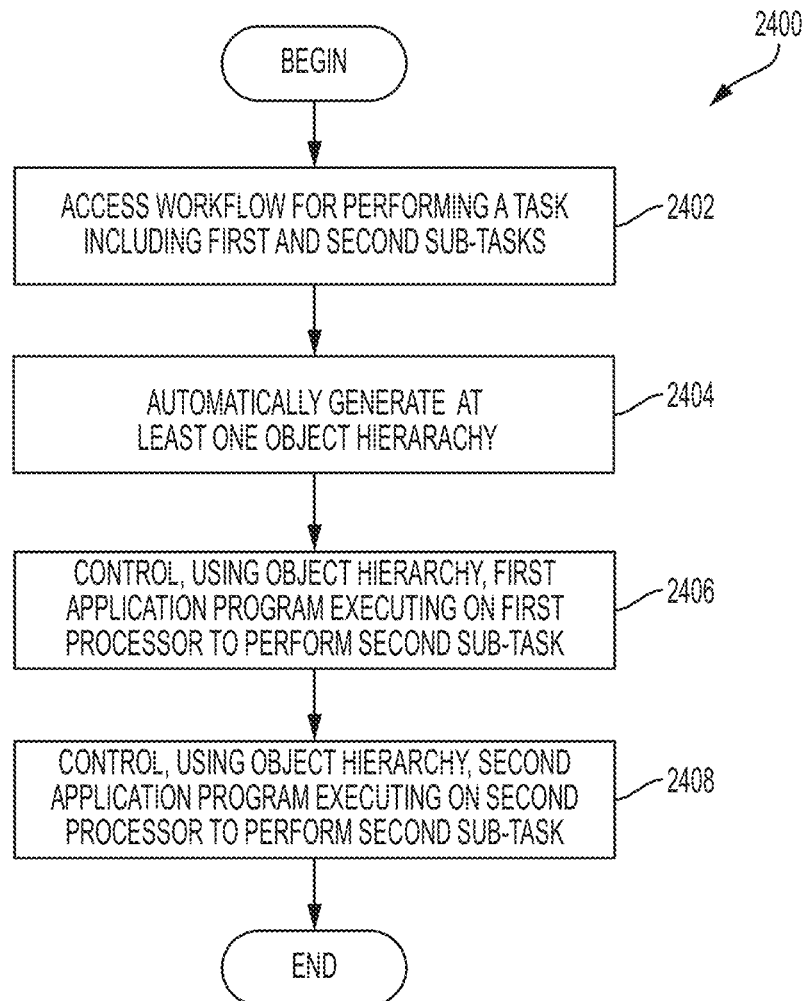 2400
BEGIN
ACCESS WORKFLOW FOR PERFORMING A TASK
INCLUDING FIRST AND SECOND SUB-TASKS
2402
AUTOMATICALLY GENERATE AT
LEAST ONE OBJECT HIERARACHY
2404
CONTROL, USING OBJECT HIERARCHY, FIRST
APPLICATION PROGRAM EXECUTING ON FIRST
PROCESSOR TO PERFORM SECOND SUB-TASK
2406
CONTROL, USING OBJECT HIERARCHY, SECOND
APPLICATION PROGRAM EXECUTING ON SECOND
PROCESSOR TO PERFORM SECOND SUB-TASK
2408
END